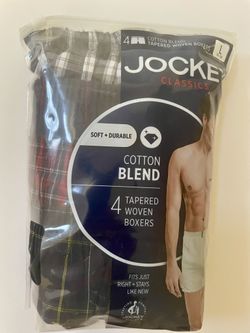 4 COTTON BLEND
TAPERED WOVEN BOXERS
L
JOCKE
CLASSICS
SOFT + DURABLE
COTTON
BLEND
4 TAPERED
WOVEN
BOXERS
FITS JUST
RIGHT + STAYS
LIKE NEW
JOCKEY